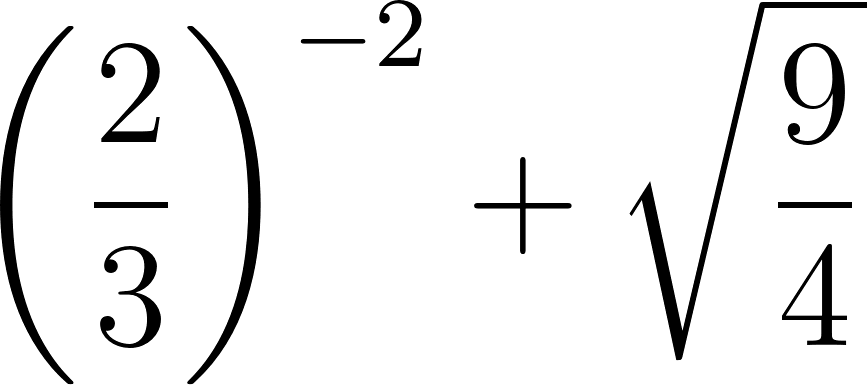 (2/3)^{-2} + √(9/4)